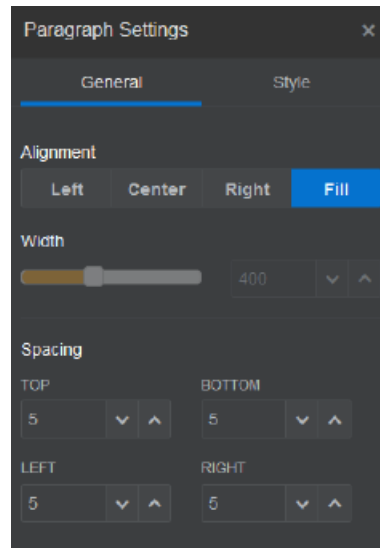 Paragraph Settings ×
General Style
Alignment
Left Center Right Fill
Width
400
Spacing
TOP BOTTOM
5 5
LEFT RIGHT
5 5